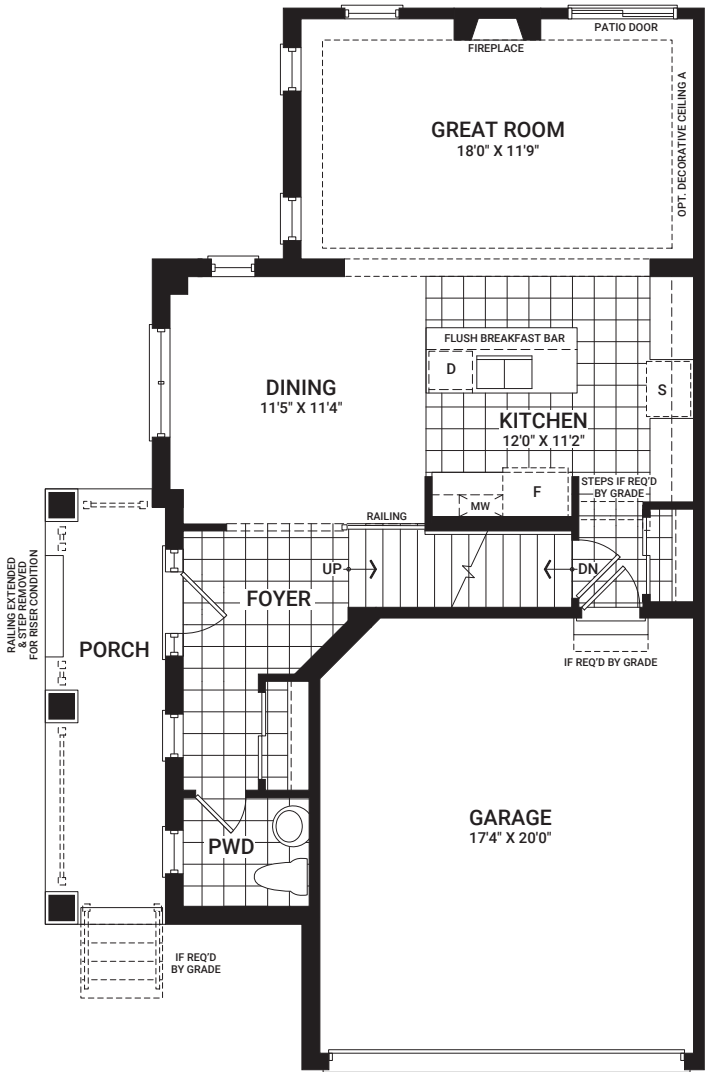 PATIO DOOR
FIREPLACE
GREAT ROOM
18'0" X 11'9"
OPT. DECORATIVE CEILING A
FLUSH BREAKFAST BAR
D
S
DINING
11'5" X 11'4"
KITCHEN
12'0" X 11'2"
F
MW
STEPS IF REQ'D
BY GRADE
RAILING
UP
DN
FOYER
RAILING EXTENDED
& STEP REMOVED
FOR RISER CONDITION
PORCH
IF REQ'D BY GRADE
GARAGE
17'4" X 20'0"
PWD
IF REQ'D
BY GRADE